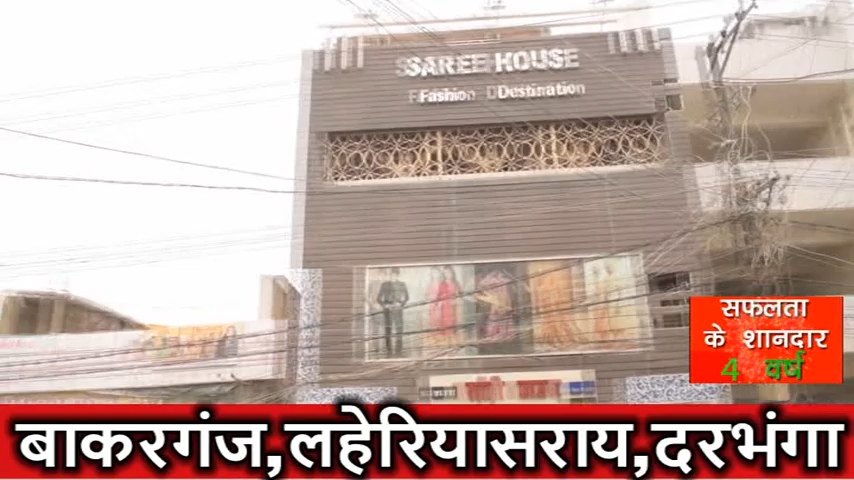 SAREE HOUSE
Fashion Destination
सफलता
के शानदार
4 वर्ष
बाकरगंज,लहेरियासराय,दरभंगा